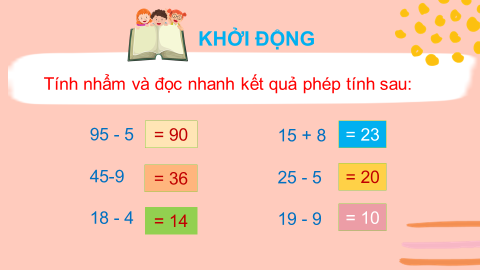 KHỞI ĐỘNG
Tính nhẩm và đọc nhanh kết quả phép tính sau:
95 - 5 = 90
15 + 8 = 23
45-9 = 36
25 - 5 = 20
18 - 4 = 14
19 - 9 = 10